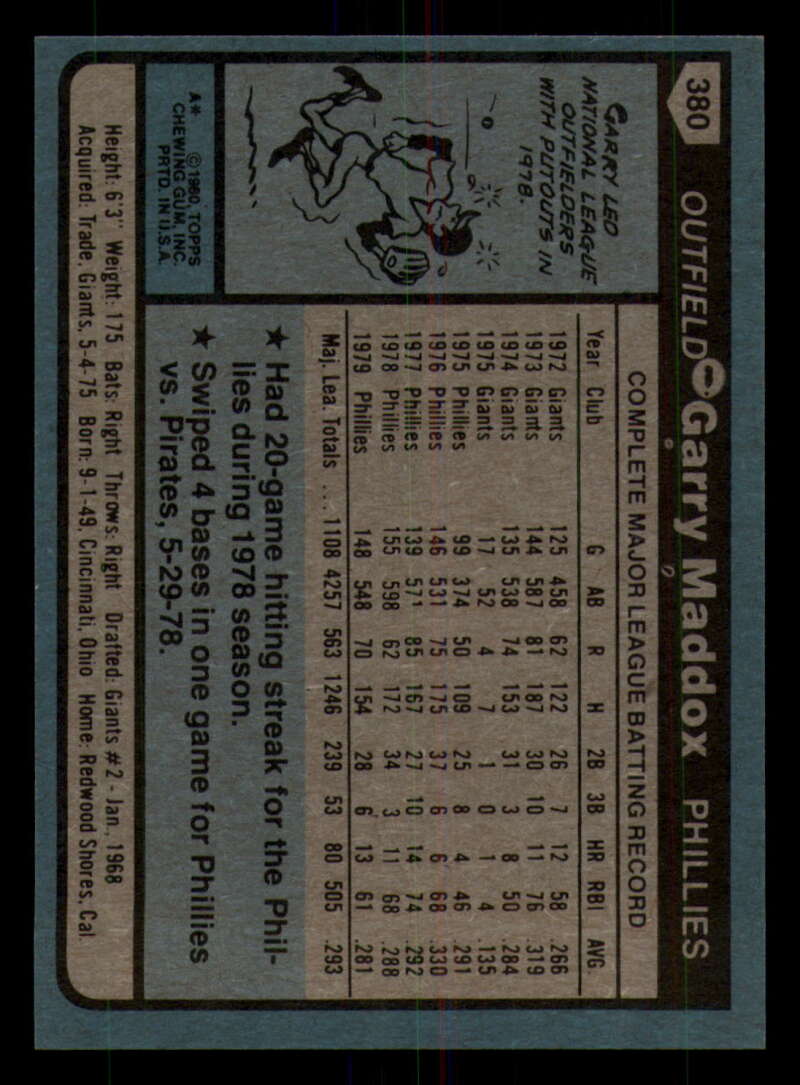 380
OUTFIELD Garry Maddox PHILLIES
GARRY LED
NATIONAL LEAGUE
OUTFIELDERS
WITH PUTOUTS IN
1978.
A* ©1980 TOPPS
CHEWING GUM, INC.
PRTD. IN U.S.A.
COMPLETE MAJOR LEAGUE BATTING RECORD
Year Club G AB R H 2B 3B HR RBI AVG.
1972 Giants 125 458 62 122 26 7 12 58 .266
1973 Giants 144 587 81 187 30 10 11 76 .319
1974 Giants 135 538 74 153 31 3 8 50 .284
1975 Giants 17 52 4 7 1 0 1 4 .135
1975 Phillies 99 374 50 109 25 8 4 46 .291
1976 Phillies 146 531 75 175 37 6 6 68 .330
1977 Phillies 139 571 85 167 27 10 14 74 .292
1978 Phillies 155 598 62 172 34 3 11 68 .288
1979 Phillies 148 548 70 154 28 6 13 61 .281
Maj. Lea. Totals ... 1108 4257 563 1246 239 53 80 505 .293
★ Had 20-game hitting streak for the Phil-
lies during 1978 season.
★ Swiped 4 bases in one game for Phillies
vs. Pirates, 5-29-78.
Height: 6'3" Weight: 175 Bats: Right Throws: Right Drafted: Giants #2 - Jan., 1968
Acquired: Trade, Giants, 5-4-75 Born: 9-1-49, Cincinnati, Ohio Home: Redwood Shores, Cal.